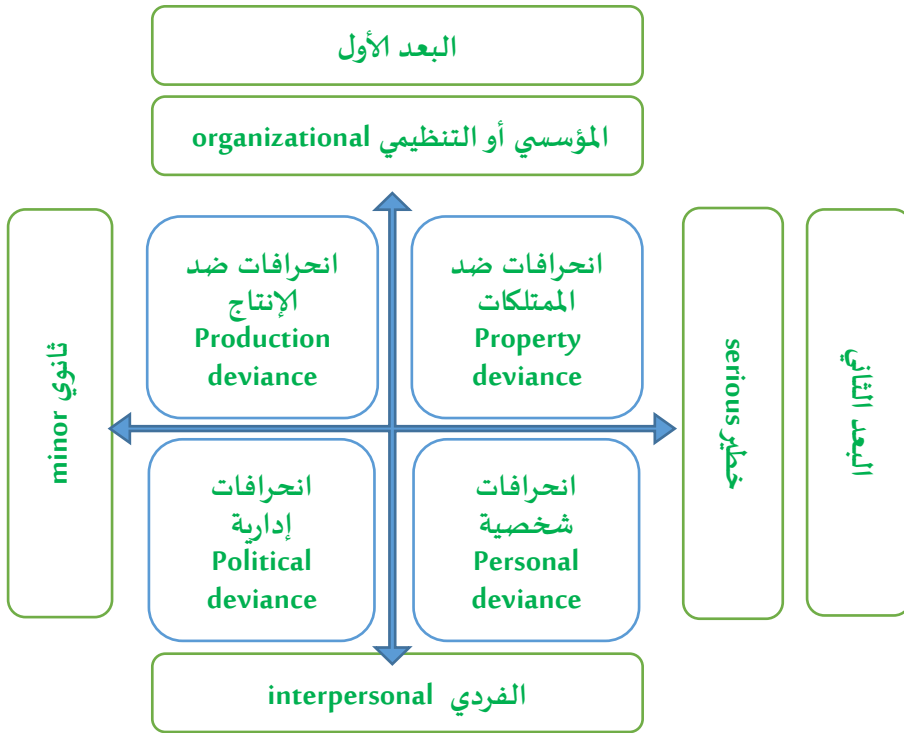 البعد الأول
المؤسسي أو التنظيمي organizational
انحرافات ضد
الإنتاج
Production
deviance
انحرافات ضد
الممتلكات
Property
deviance
ثانوي minor
خطير serious
البعد الثاني
انحرافات
إدارية
Political
deviance
انحرافات
شخصية
Personal
deviance
الفردي interpersonal